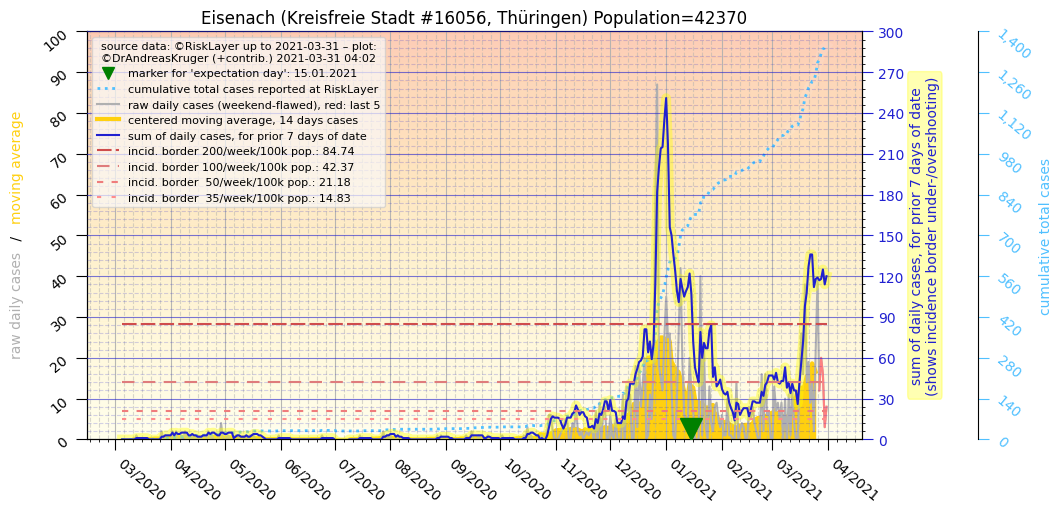 Eisenach (Kreisfreie Stadt #16056, Thüringen) Population=42370
source data: ©RiskLayer up to 2021-03-31 – plot:
©DrAndreasKruger (+contrib.) 2021-03-31 04:02
marker for 'expectation day': 15.01.2021
cumulative total cases reported at RiskLayer
raw daily cases (weekend-flawed), red: last 5
centered moving average, 14 days cases
sum of daily cases, for prior 7 days of date
incid. border 200/week/100k pop.: 84.74
incid. border 100/week/100k pop.: 42.37
incid. border  50/week/100k pop.: 21.18
incid. border  35/week/100k pop.: 14.83
raw daily cases  /  moving average
100
90
80
70
60
50
40
30
20
10
0
03/2020
04/2020
05/2020
06/2020
07/2020
08/2020
09/2020
10/2020
11/2020
12/2020
01/2021
02/2021
03/2021
04/2021
300
270
240
210
180
150
120
90
60
30
0
sum of daily cases, for prior 7 days of date
(shows incidence border under-/overshooting)
1,400
1,260
1,120
980
840
700
560
420
280
140
0
cumulative total cases